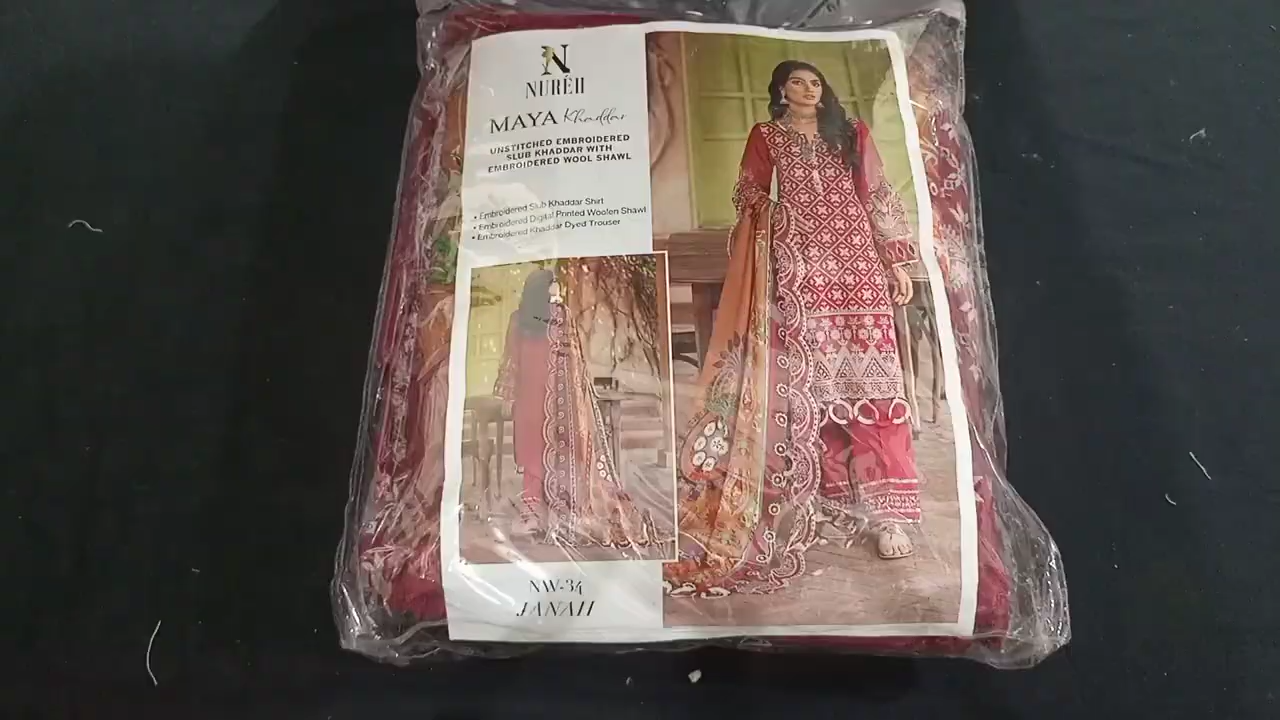 N
NURÉH
MAYA Khaddar
UNSTITCHED EMBROIDERED
SLUB KHADDAR WITH
EMBROIDERED WOOL SHAWL
• Embroidered Slub Khaddar Shirt
• Embroidered Digital Printed Woolen Shawl
• Embroidered Khaddar Dyed Trouser
NW-34
JANAH